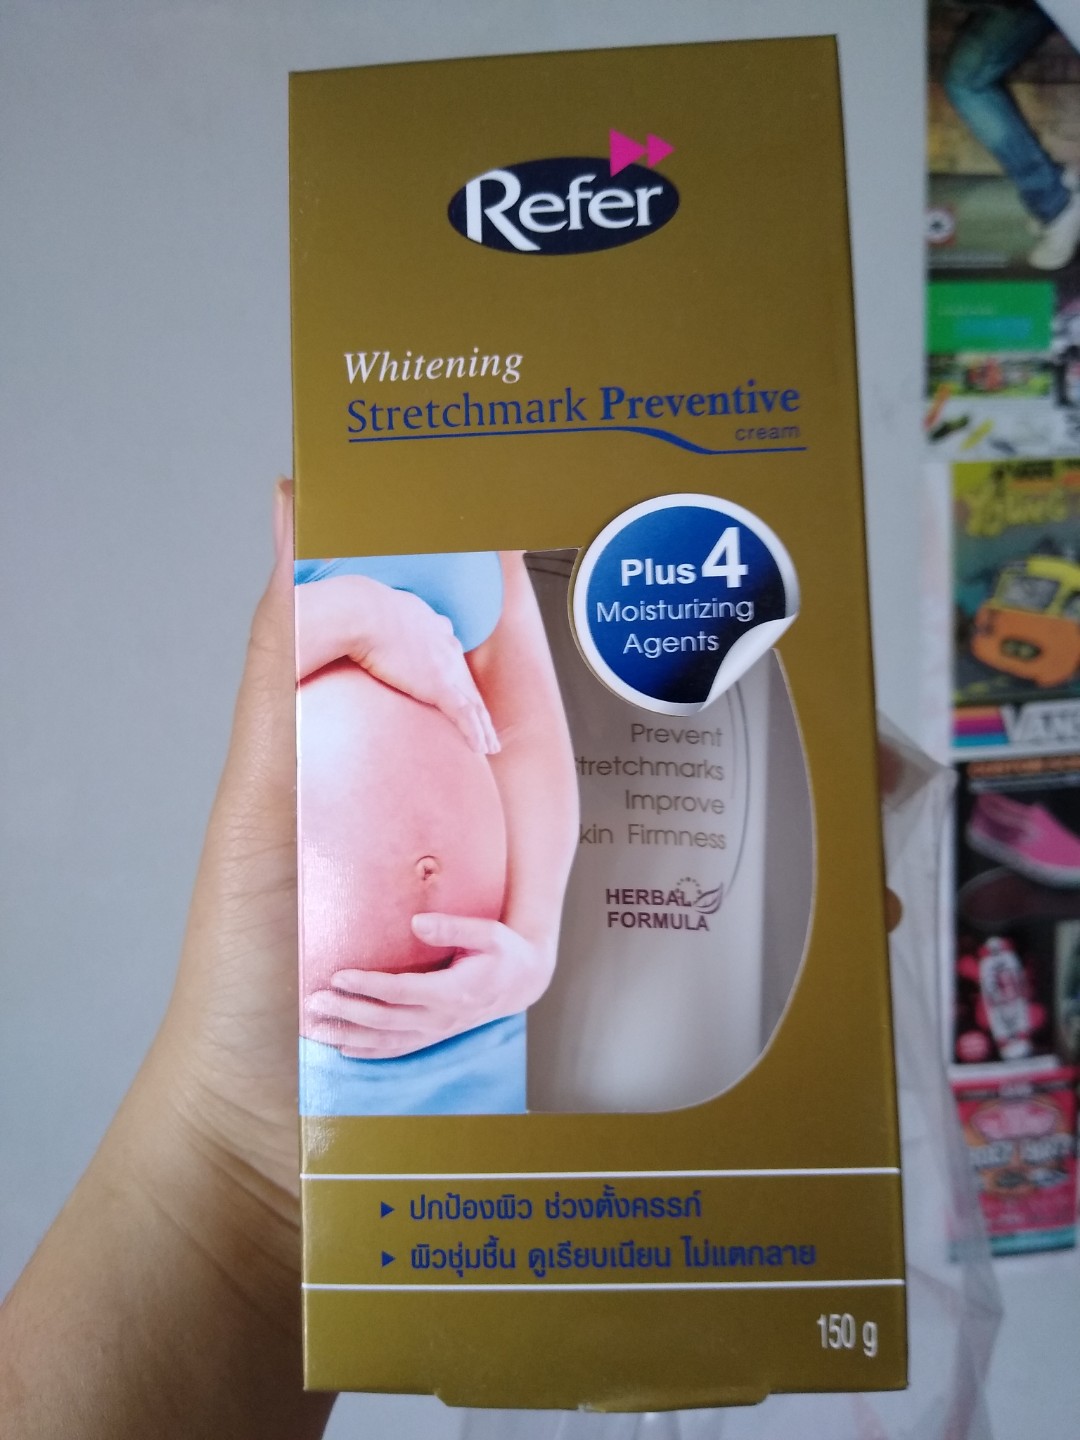 Refer
Whitening
Stretchmark Preventive
cream
Plus 4
Moisturizing
Agents
Prevent
tretchmarks
Improve
kin Firmness
HERBAL
FORMULA
ปกป้องผิว ช่วงตั้งครรภ์
ผิวชุ่มชื้น ดูเรียบเนียน ไม่แตกลาย
150 g
VANS